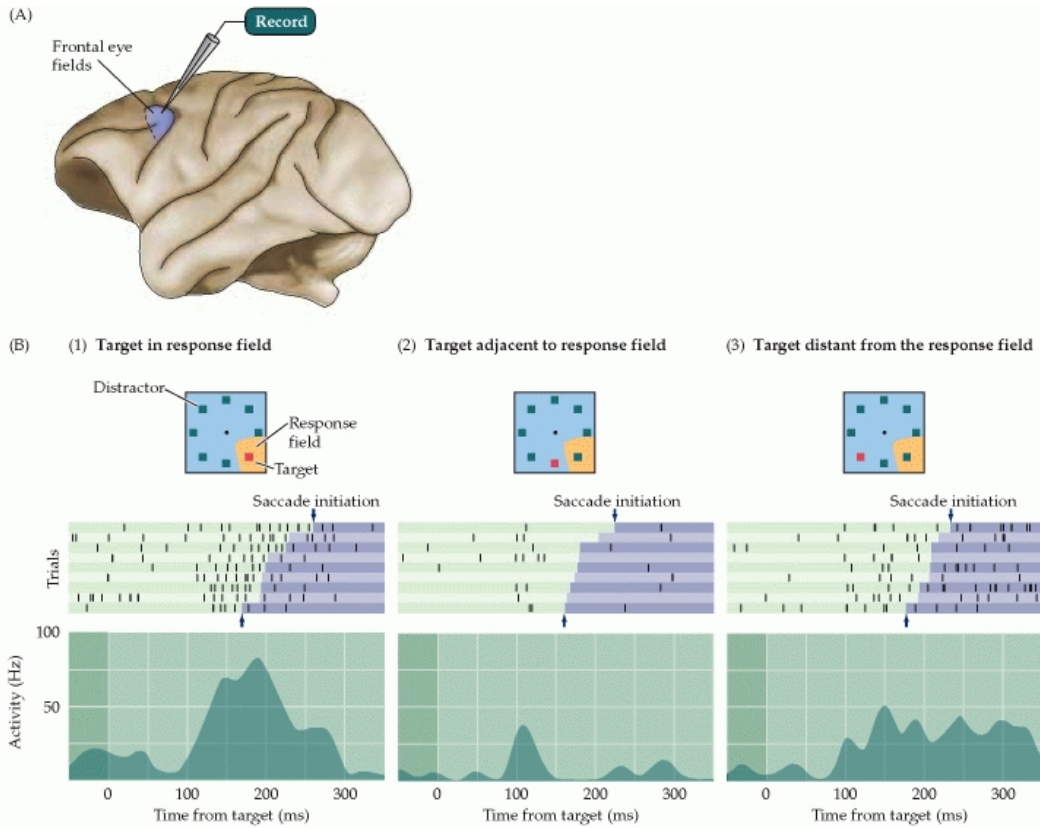 (A)
Record
Frontal eye
fields
(B) (1) Target in response field
(2) Target adjacent to response field
(3) Target distant from the response field
Distractor
Response
field
Target
Saccade initiation
Saccade initiation
Saccade initiation
Trials
Activity (Hz)
100
50
0 100 200 300
0 100 200 300
0 100 200 300
Time from target (ms)
Time from target (ms)
Time from target (ms)